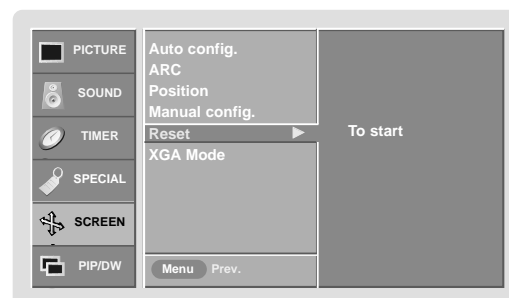 PICTURE
SOUND
TIMER
SPECIAL
SCREEN
PIP/DW
Auto config.
ARC
Position
Manual config.
Reset ▶
XGA Mode
Menu Prev.
To start